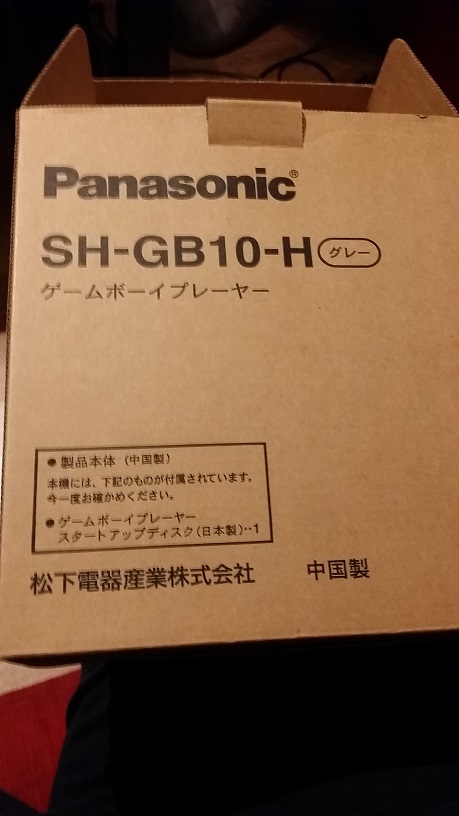 Panasonic®
SH-GB10-H グレー
ゲームボーイプレーヤー
●製品本体（中国製）
本機には、下記のものが付属されています。
今一度お確かめください。
●ゲームボーイプレーヤー
スタートアップディスク(日本製)‥1
松下電器産業株式会社 中国製